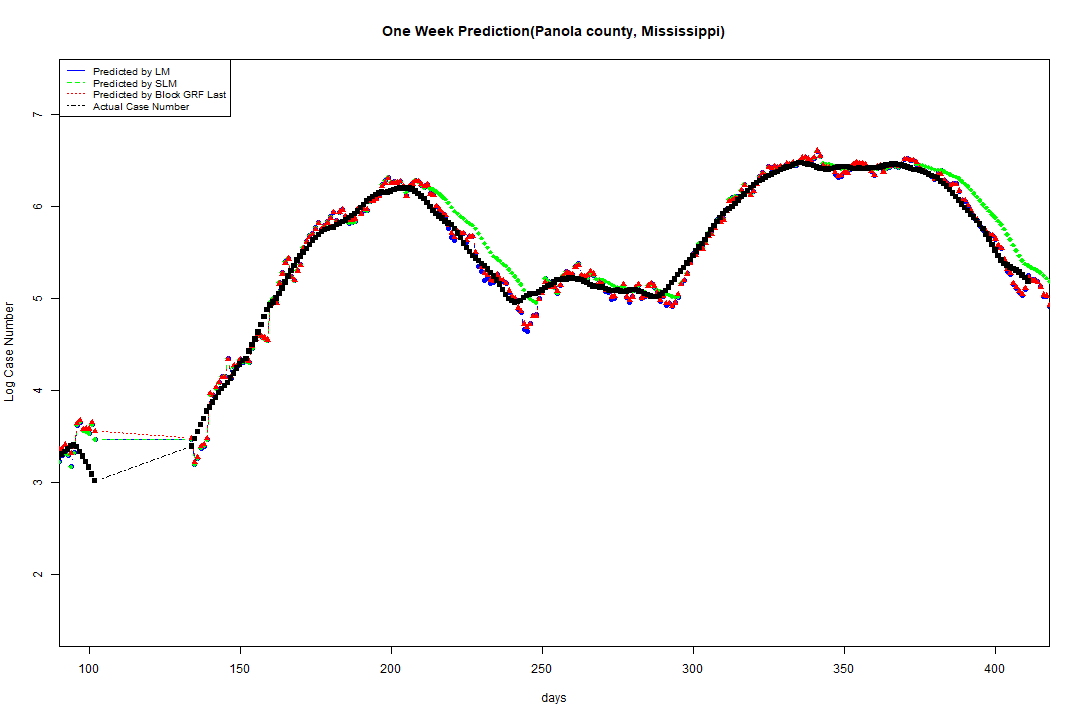 One Week Prediction(Panola county, Mississippi)
Predicted by LM
Predicted by SLM
Predicted by Block GRF Last
Actual Case Number
Log Case Number
7
6
5
4
3
2
100 150 200 250 300 350 400
days